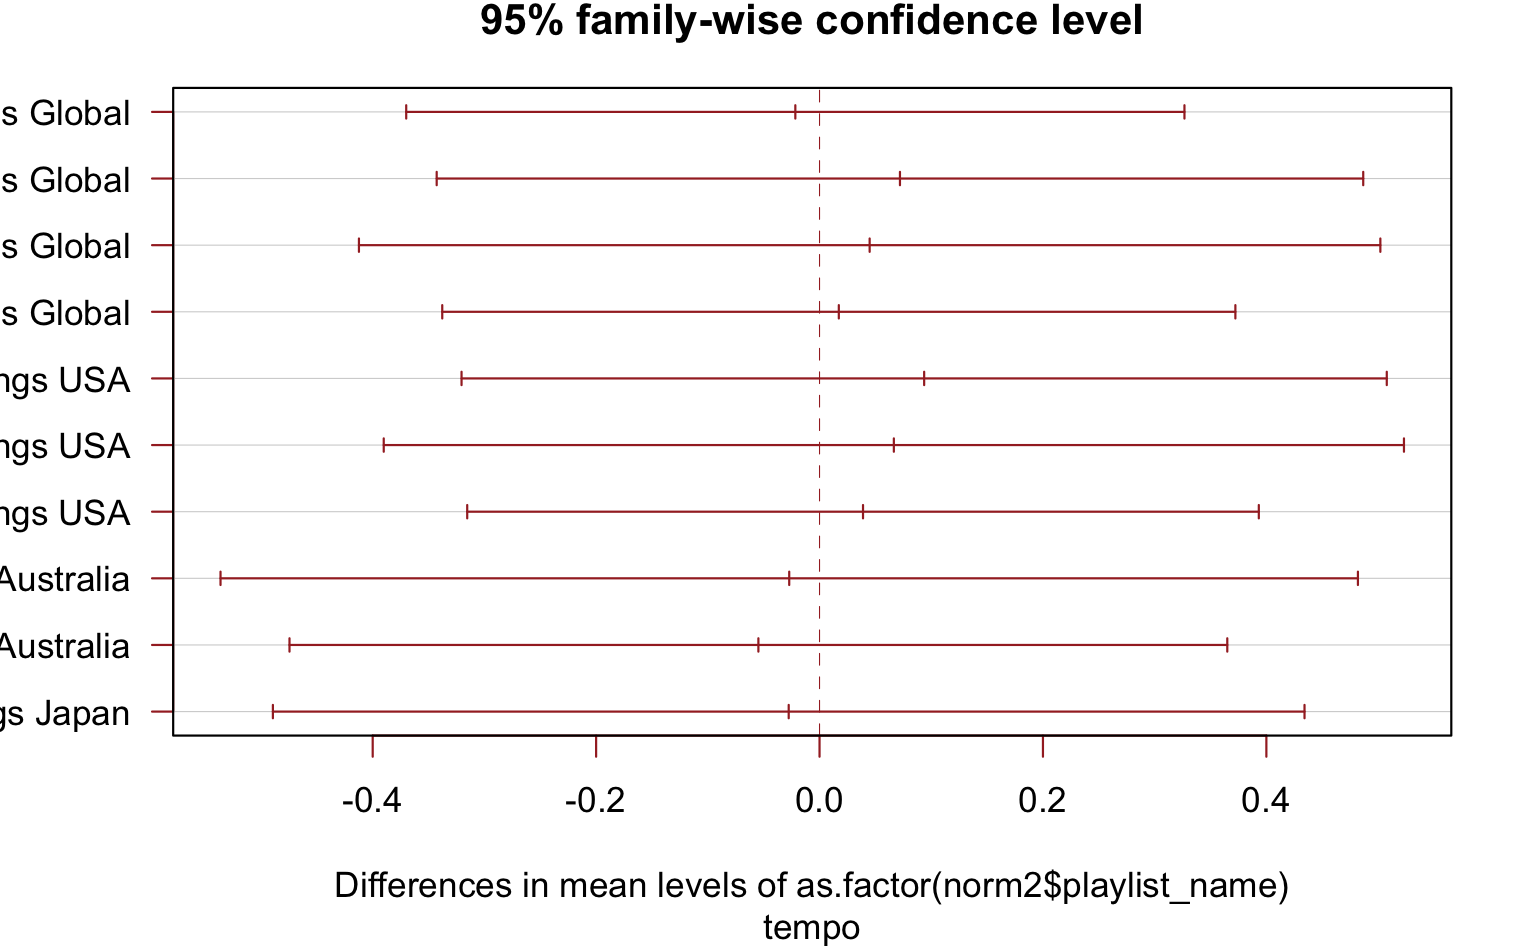 95% family-wise confidence level
s Global
s Global
s Global
s Global
ngs USA
ngs USA
ngs USA
Australia
Australia
gs Japan
-0.4 -0.2 0.0 0.2 0.4
Differences in mean levels of as.factor(norm2$playlist_name)
tempo